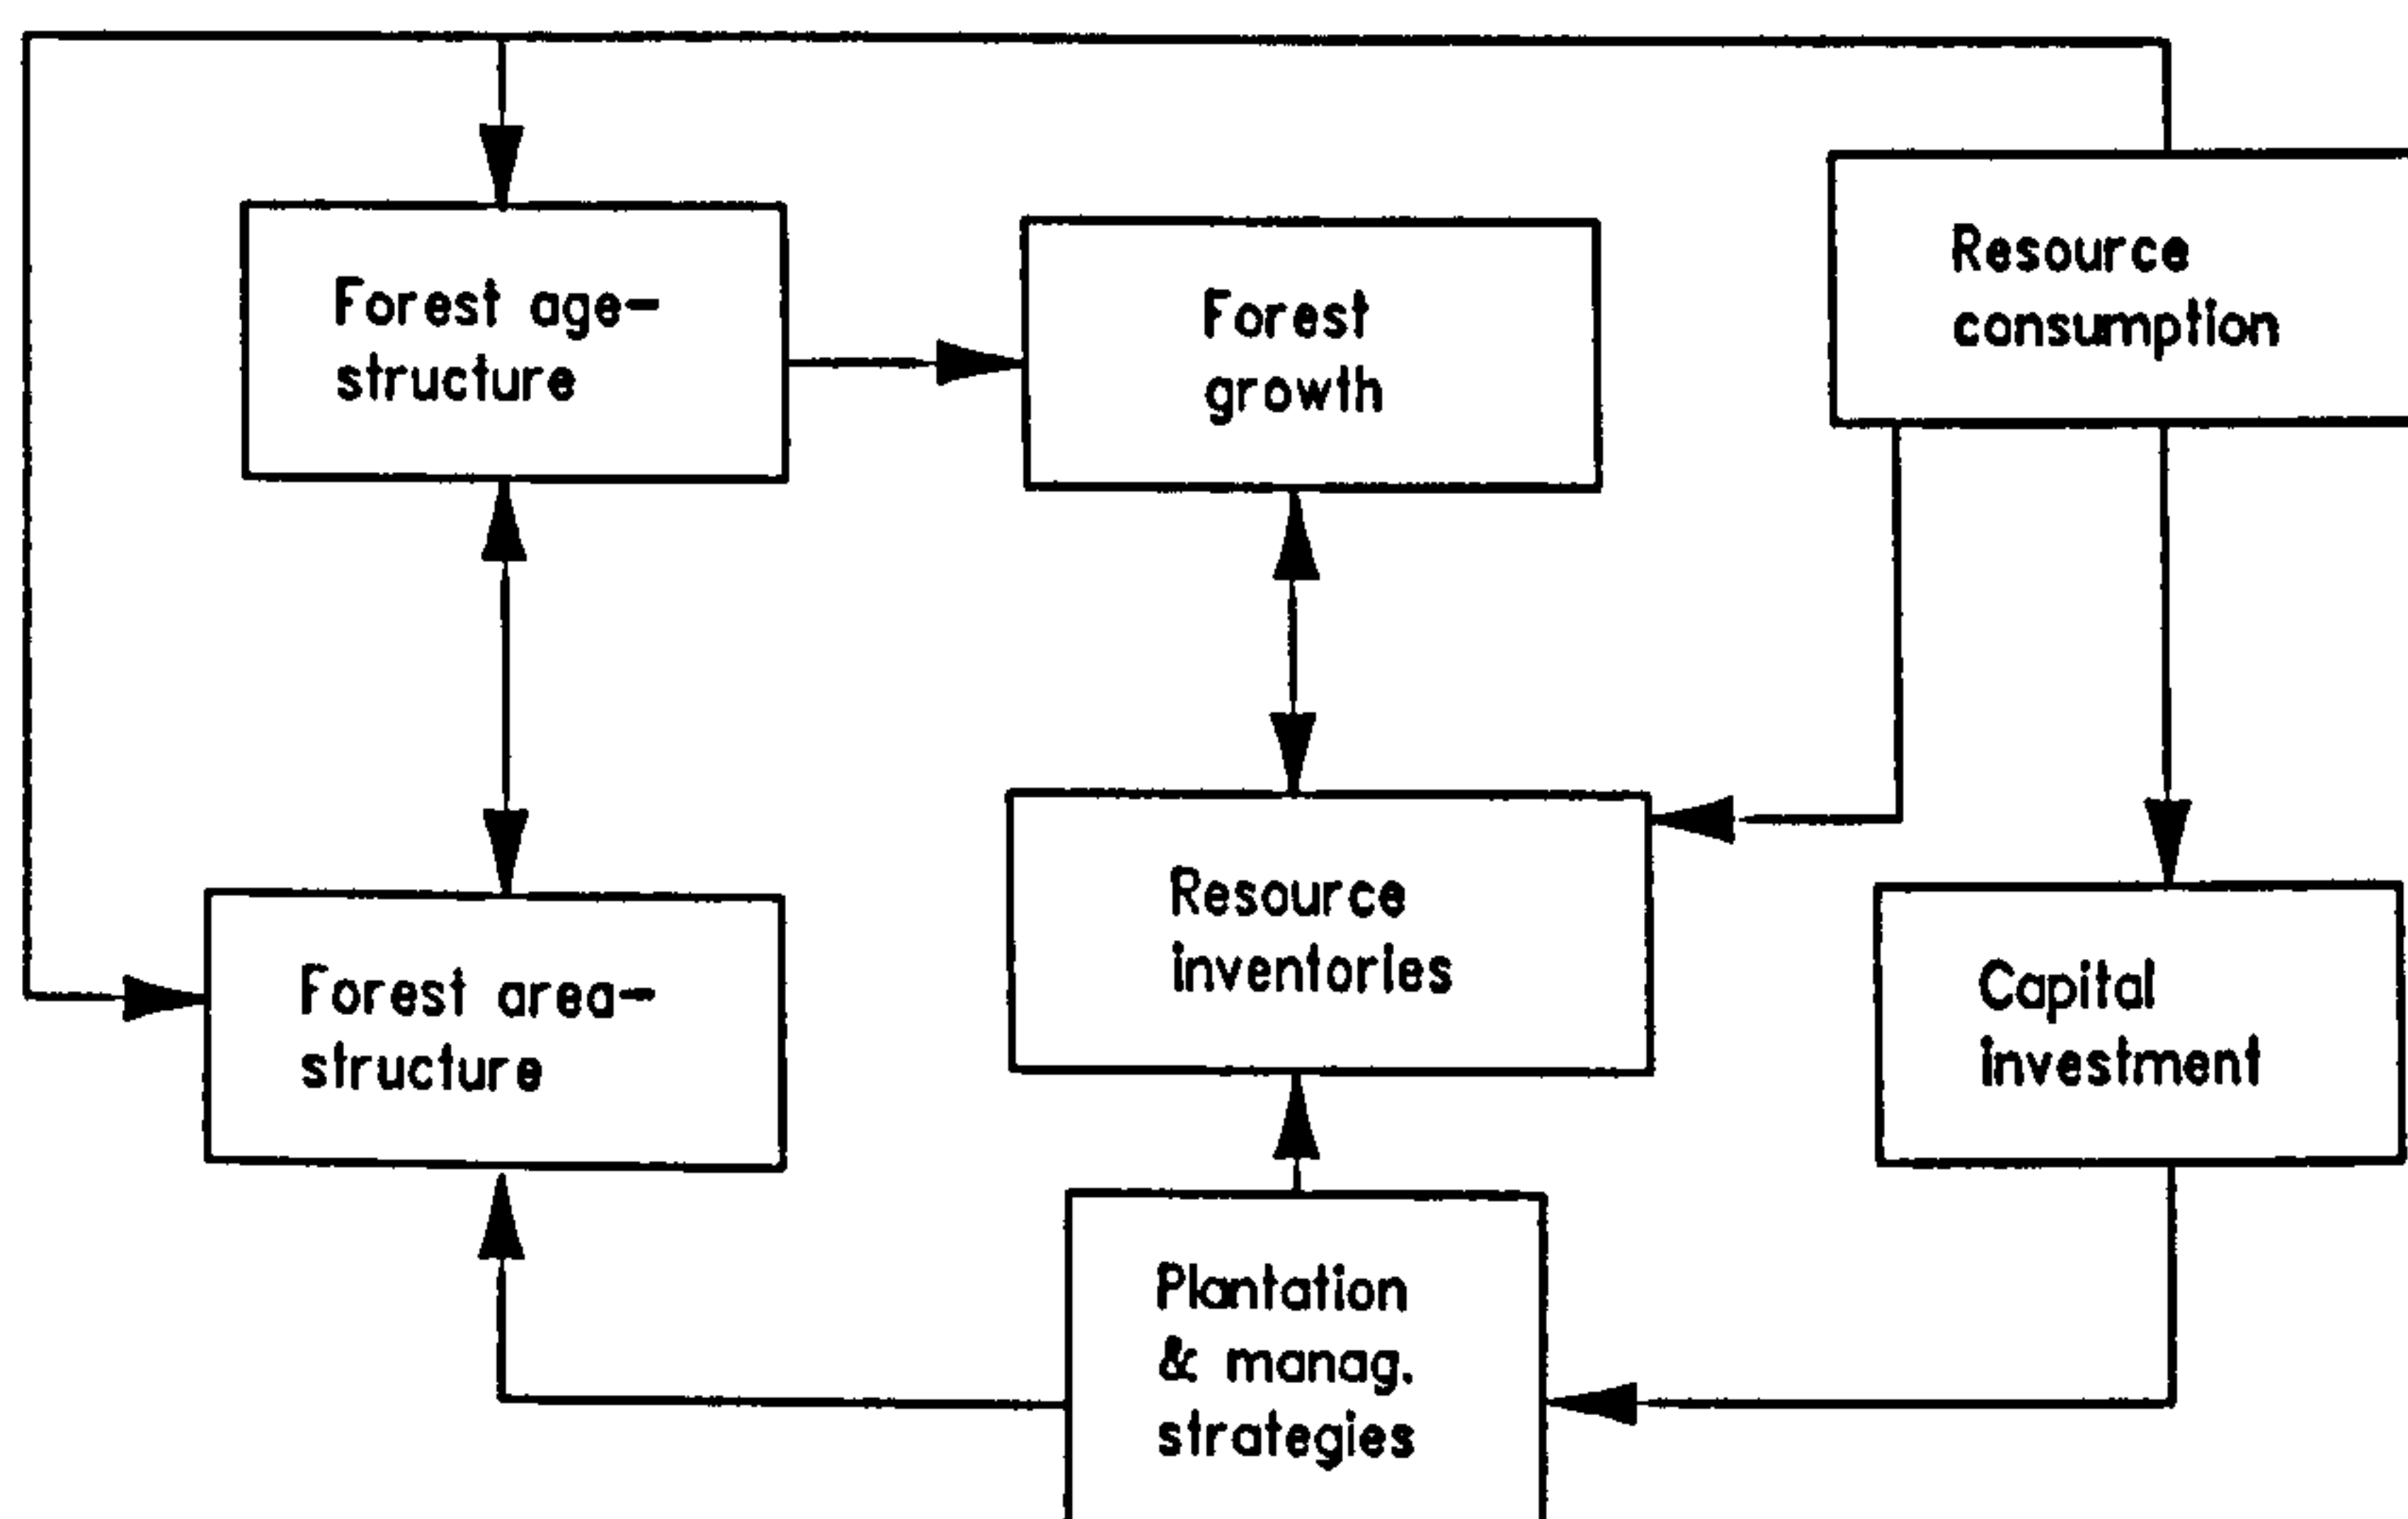 Forest age-
structure
Forest
growth
Resource
consumption
Forest area-
structure
Resource
inventories
Capital
investment
Plantation
& manag.
strategies